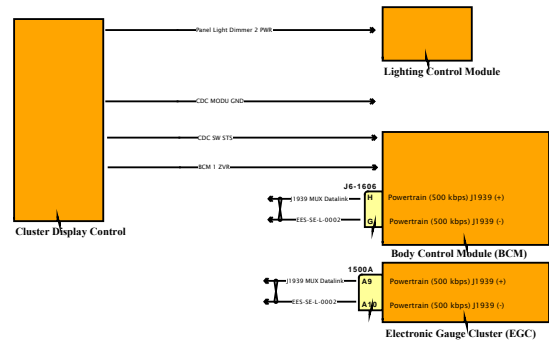 Panel Light Dimmer 2 PWR
Lighting Control Module
CDC MODU GND
CDC SW STS
BCM 1 ZVR
J6-1606
J1939 MUX Datalink H Powertrain (500 kbps) J1939 (+)
EES-SE-L-0002 G Powertrain (500 kbps) J1939 (-)
Cluster Display Control
Body Control Module (BCM)
1500A
J1939 MUX Datalink A9 Powertrain (500 kbps) J1939 (+)
EES-SE-L-0002 A10 Powertrain (500 kbps) J1939 (-)
Electronic Gauge Cluster (EGC)